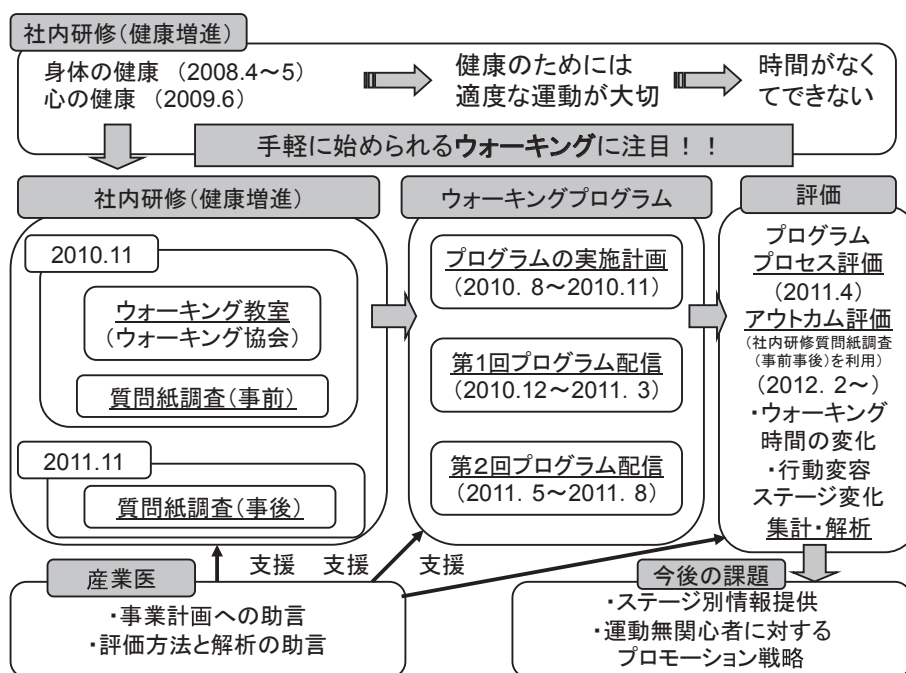 社内研修(健康増進)
身体の健康 (2008.4～5)
心の健康 (2009.6)
健康のためには
適度な運動が大切
時間がなく
てできない
手軽に始められるウォーキングに注目！！
社内研修(健康増進)
2010.11
ウォーキング教室
(ウォーキング協会)
質問紙調査(事前)
2011.11
質問紙調査(事後)
ウォーキングプログラム
プログラムの実施計画
(2010. 8～2010.11)
第1回プログラム配信
(2010.12～2011. 3)
第2回プログラム配信
(2011. 5～2011. 8)
評価
プログラム
プロセス評価
(2011.4)
アウトカム評価
(社内研修質問紙調査
(事前事後)を利用)
(2012. 2～)
・ウォーキング
時間の変化
・行動変容
ステージ変化
集計・解析
支援
支援
支援
産業医
・事業計画への助言
・評価方法と解析の助言
今後の課題
・ステージ別情報提供
・運動無関心者に対する
プロモーション戦略